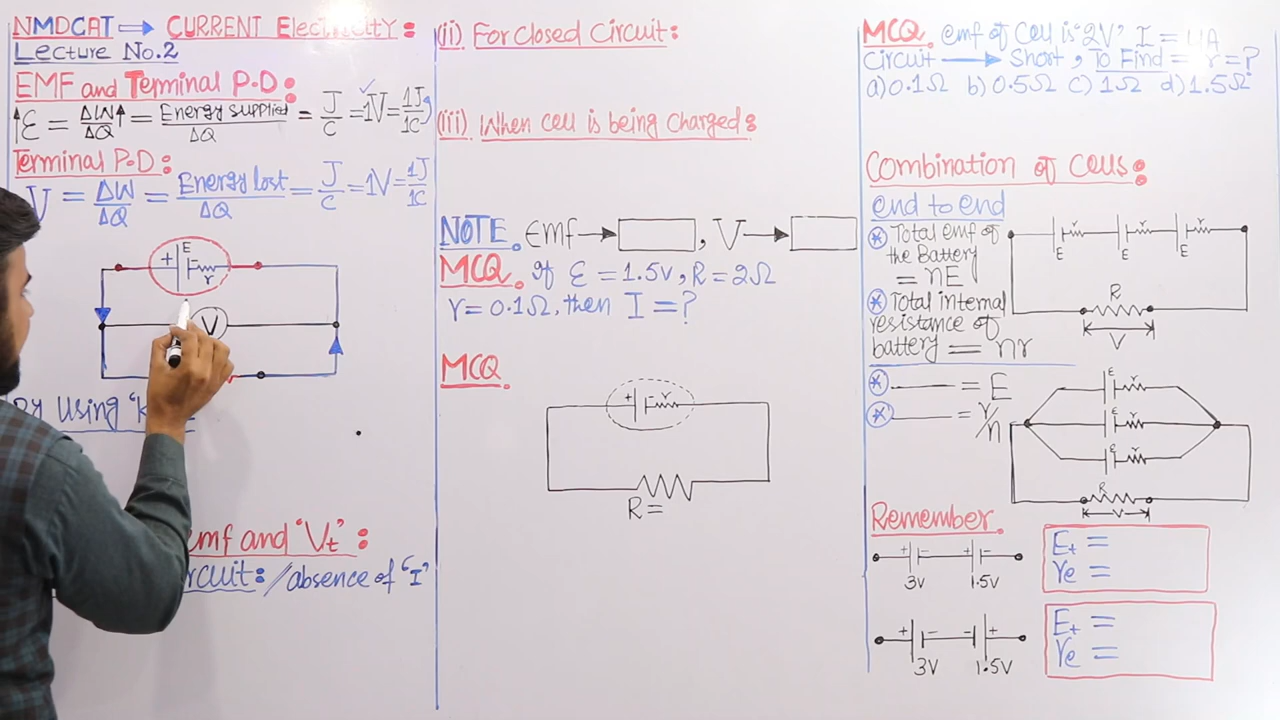 NMDCAT ⇒ CURRENT Electricity:
Lecture No.2
EMF and Terminal P.D:
↑ε = ΔW↑/ΔQ = Energy supplied/ΔQ = J/C = 1V = 1J/1C
Terminal P.D:
V = ΔW/ΔQ = Energy lost/ΔQ = J/C = 1V = 1J/1C
E
+ -
r
V
By Using "K
emf and 'Vt':
rcuit: / absence of "I"
(ii) For Closed Circuit:
(iii) When cell is being charged:
NOTE. Emf → , V →
MCQ. If ε = 1.5v, R = 2Ω
r = 0.1Ω, then I = ?
MCQ.
+ - r
R =
MCQ. emf of Cell is "2V" I = 4A
Circuit → Short, To Find = r = ?
a) 0.1Ω b) 0.5Ω c) 1Ω d) 1.5Ω
Combination of Cells:
end to end
* Total emf of
the Battery
= nE
* Total internal
resistance of
battery = nr
r r r
E E E
R
V
* ______ = E
* ______ = r/n
E r
E r
E r
R
V
Remember.
+ - + -
3V 1.5V
Et =
re =
+ - - +
3V 1.5V
Et =
re =